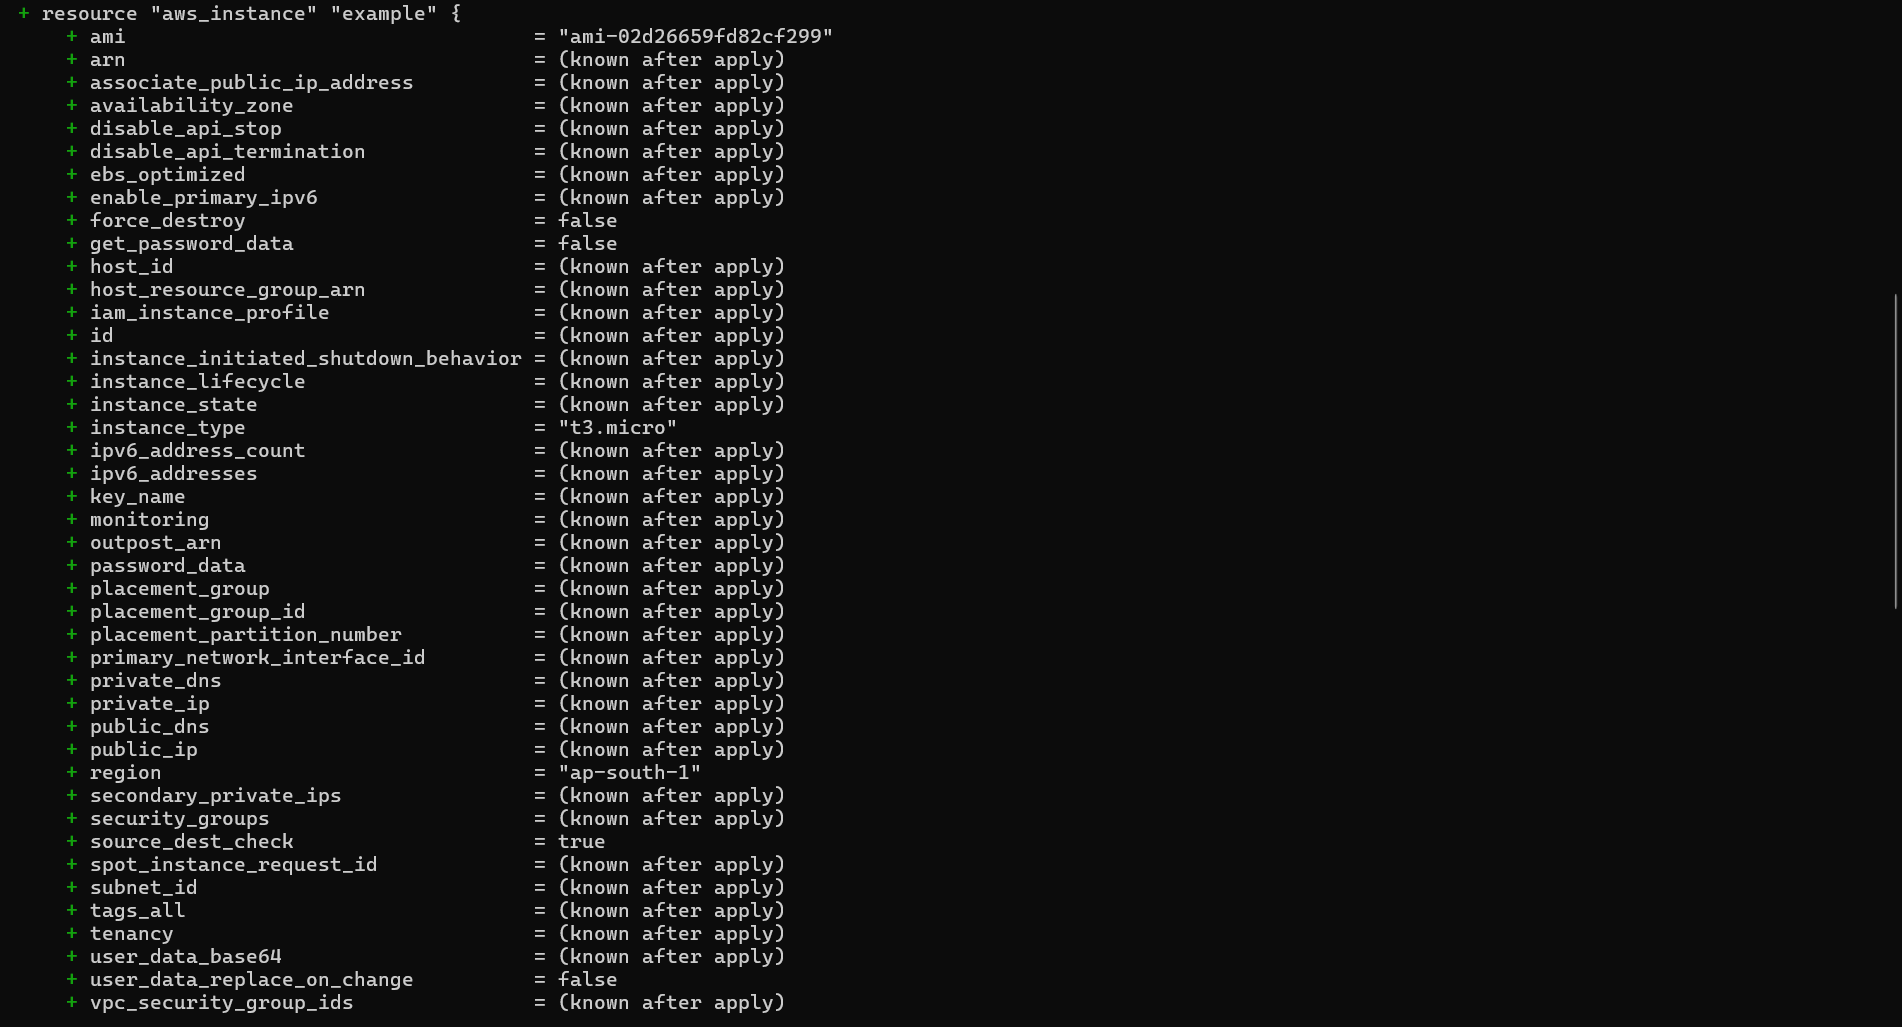 + resource "aws_instance" "example" {
    + ami                                  = "ami-02d26659fd82cf299"
    + arn                                  = (known after apply)
    + associate_public_ip_address          = (known after apply)
    + availability_zone                    = (known after apply)
    + disable_api_stop                     = (known after apply)
    + disable_api_termination              = (known after apply)
    + ebs_optimized                        = (known after apply)
    + enable_primary_ipv6                  = (known after apply)
    + force_destroy                        = false
    + get_password_data                    = false
    + host_id                              = (known after apply)
    + host_resource_group_arn              = (known after apply)
    + iam_instance_profile                 = (known after apply)
    + id                                   = (known after apply)
    + instance_initiated_shutdown_behavior = (known after apply)
    + instance_lifecycle                   = (known after apply)
    + instance_state                       = (known after apply)
    + instance_type                        = "t3.micro"
    + ipv6_address_count                   = (known after apply)
    + ipv6_addresses                       = (known after apply)
    + key_name                             = (known after apply)
    + monitoring                           = (known after apply)
    + outpost_arn                          = (known after apply)
    + password_data                        = (known after apply)
    + placement_group                      = (known after apply)
    + placement_group_id                   = (known after apply)
    + placement_partition_number           = (known after apply)
    + primary_network_interface_id         = (known after apply)
    + private_dns                          = (known after apply)
    + private_ip                           = (known after apply)
    + public_dns                           = (known after apply)
    + public_ip                            = (known after apply)
    + region                               = "ap-south-1"
    + secondary_private_ips                = (known after apply)
    + security_groups                      = (known after apply)
    + source_dest_check                    = true
    + spot_instance_request_id             = (known after apply)
    + subnet_id                            = (known after apply)
    + tags_all                             = (known after apply)
    + tenancy                              = (known after apply)
    + user_data_base64                     = (known after apply)
    + user_data_replace_on_change          = false
    + vpc_security_group_ids               = (known after apply)